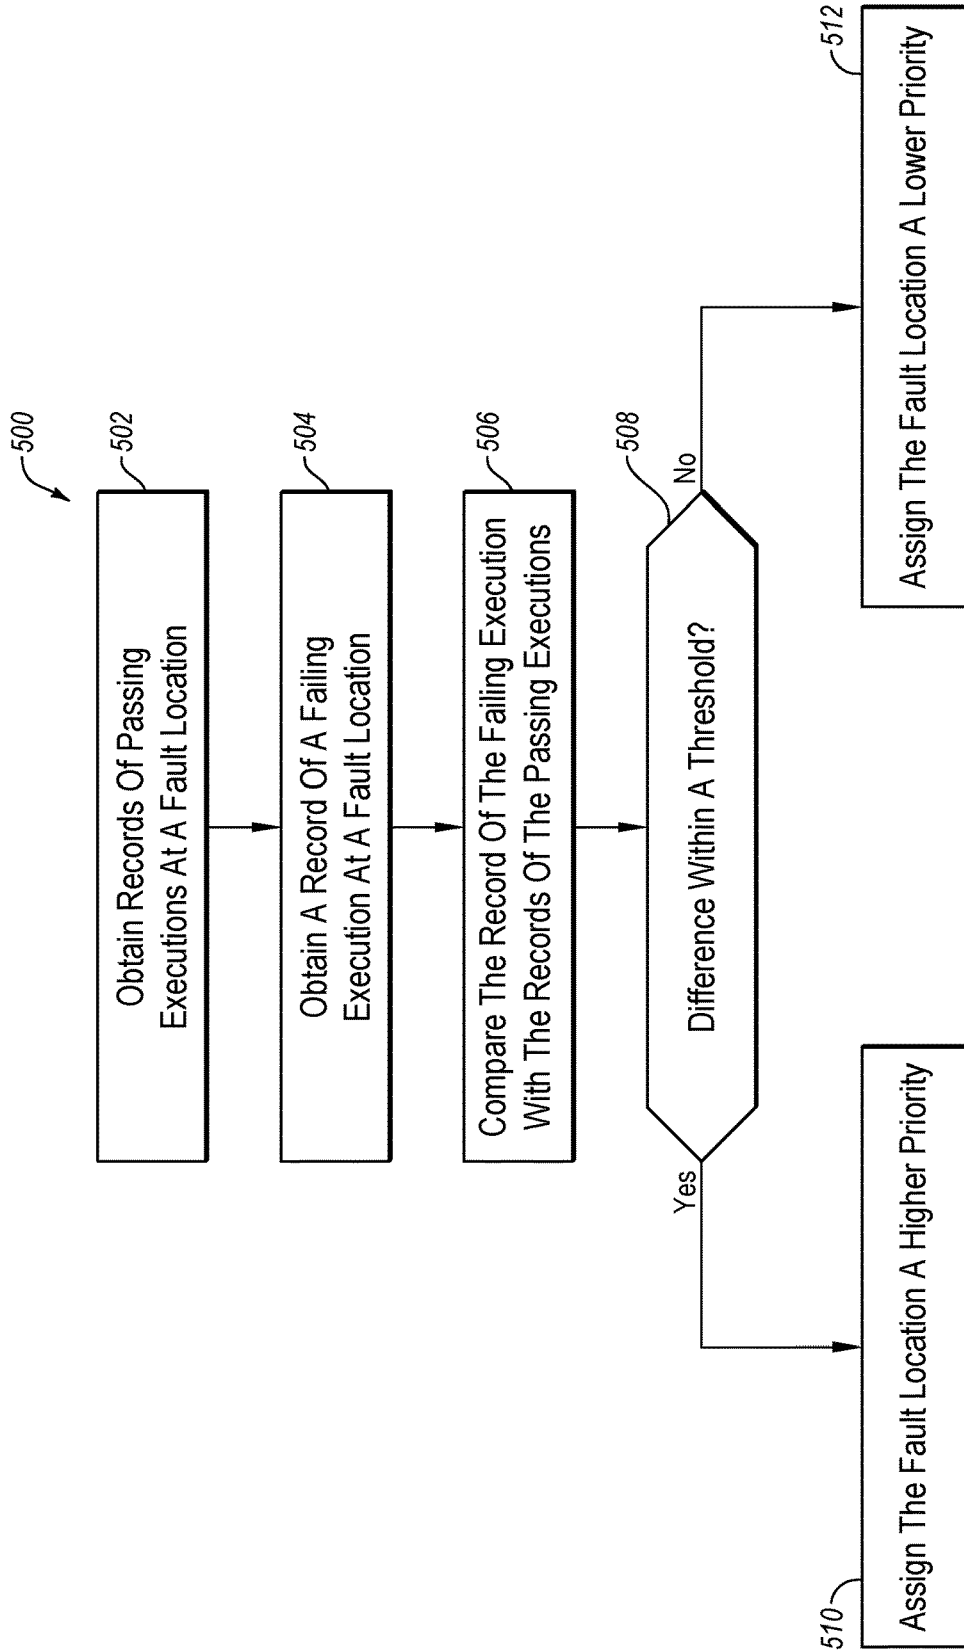 500
502
Obtain Records Of Passing
Executions At A Fault Location
504
Obtain A Record Of A Failing
Execution At A Fault Location
506
Compare The Record Of The Failing Execution
With The Records Of The Passing Executions
508
Difference Within A Threshold?
Yes
No
510
Assign The Fault Location A Higher Priority
512
Assign The Fault Location A Lower Priority